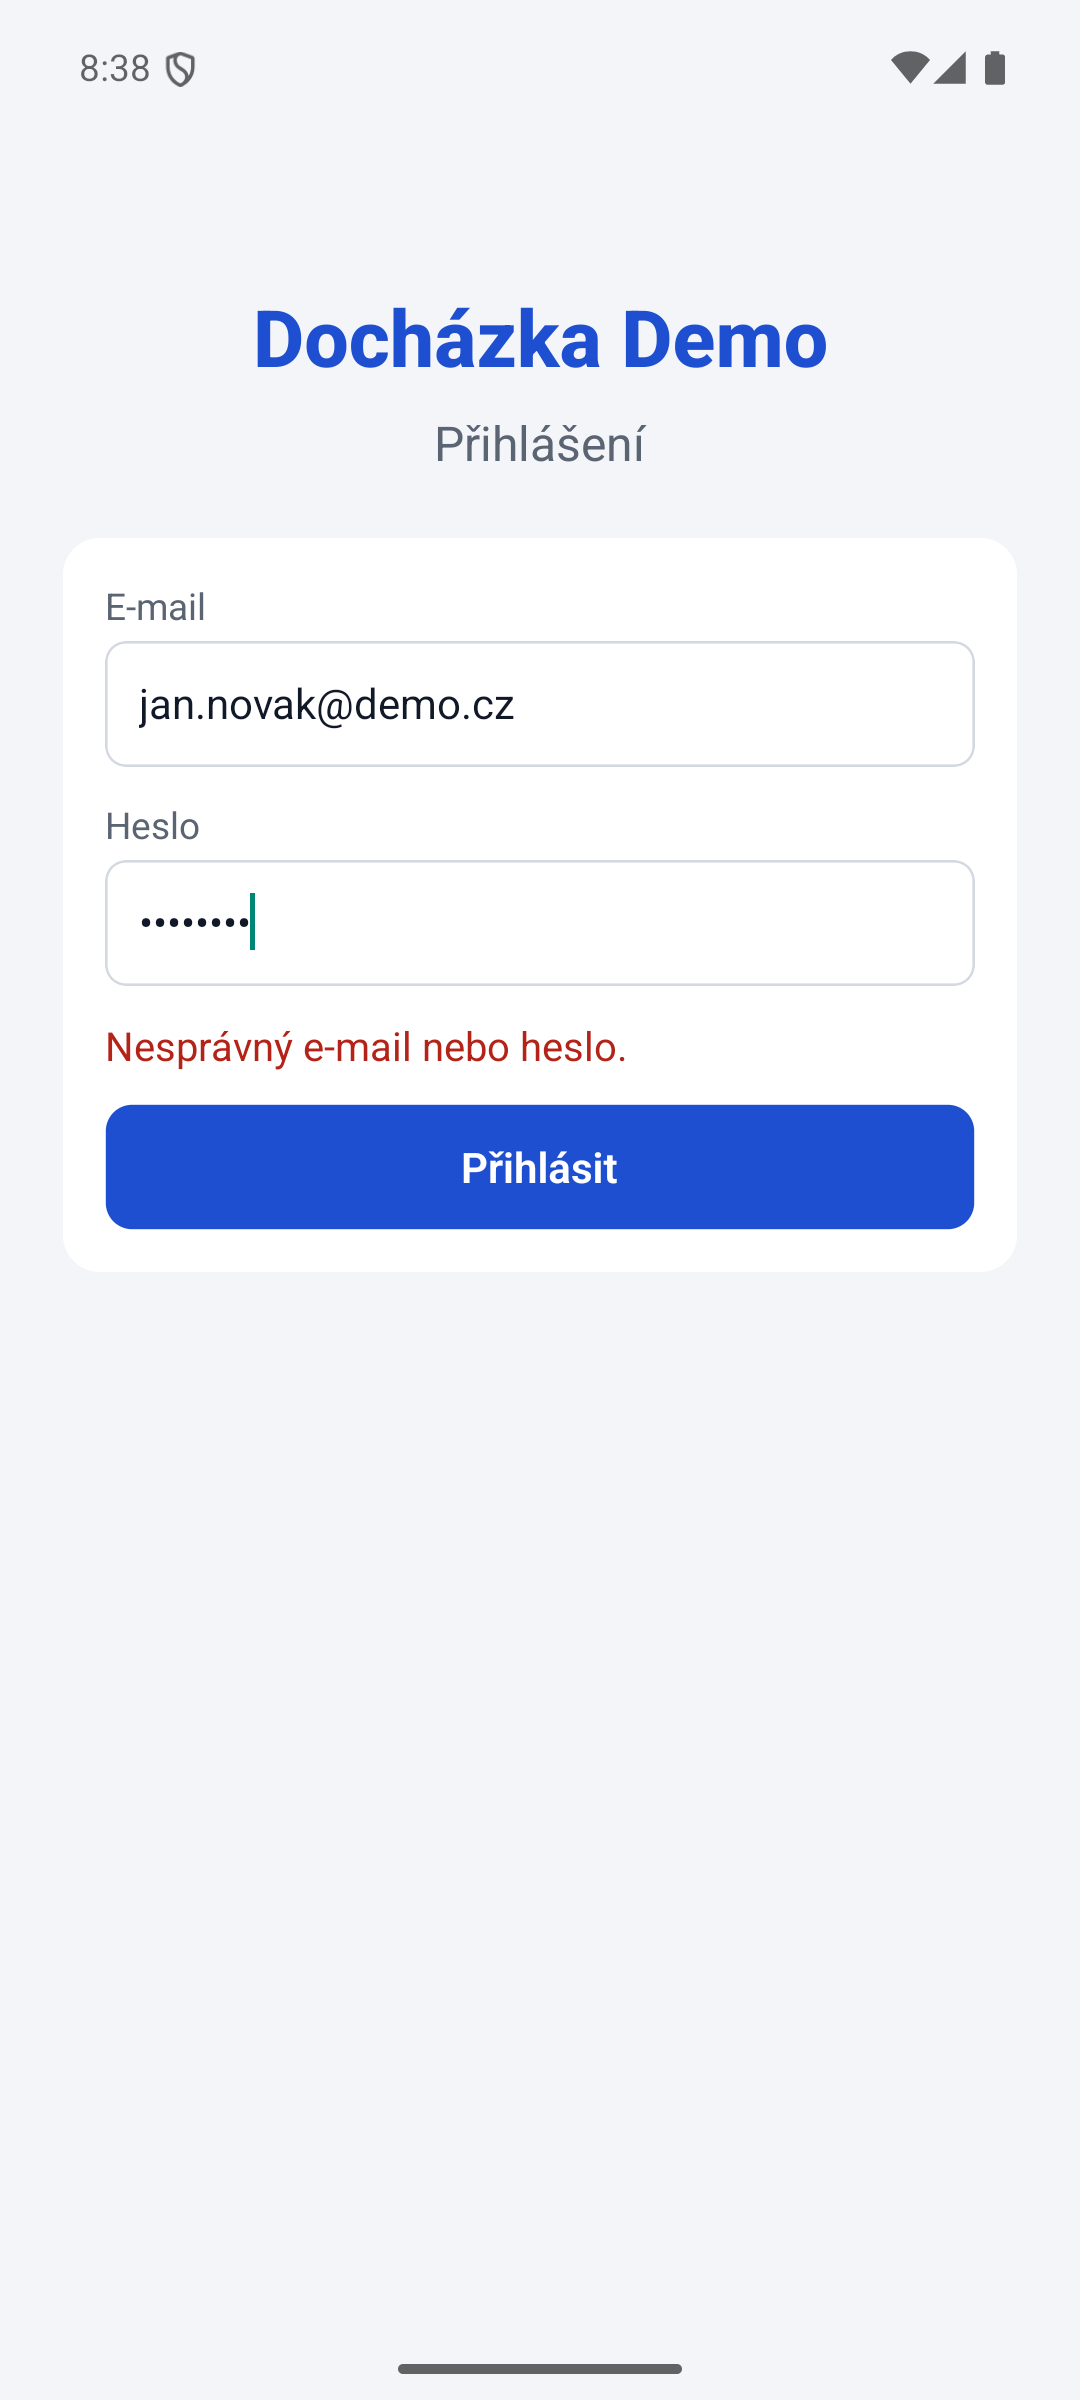 8:38
Docházka Demo
Přihlášení
E-mail
jan.novak@demo.cz
Heslo
••••••••
Nesprávný e-mail nebo heslo.
Přihlásit